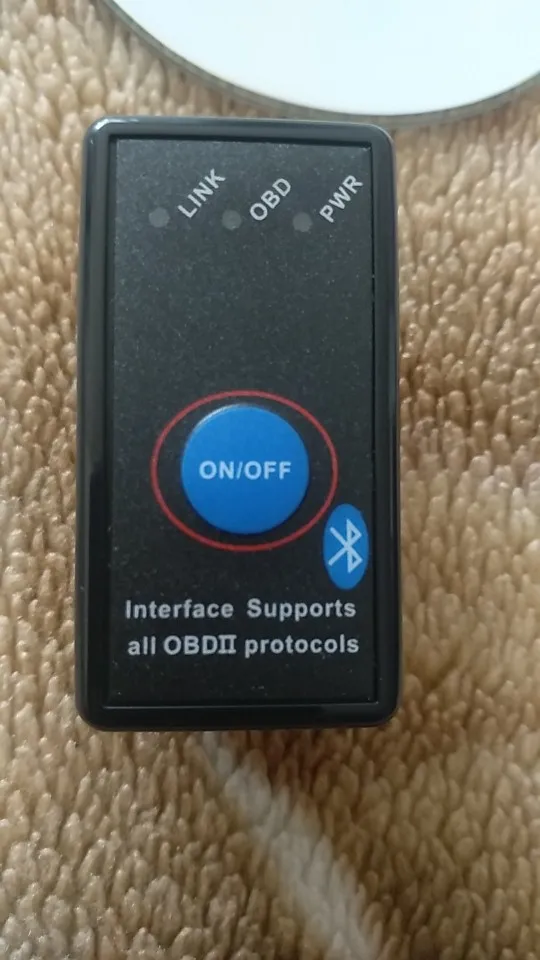 LINK OBD PWR
ON/OFF
Interface Supports
all OBDII protocols